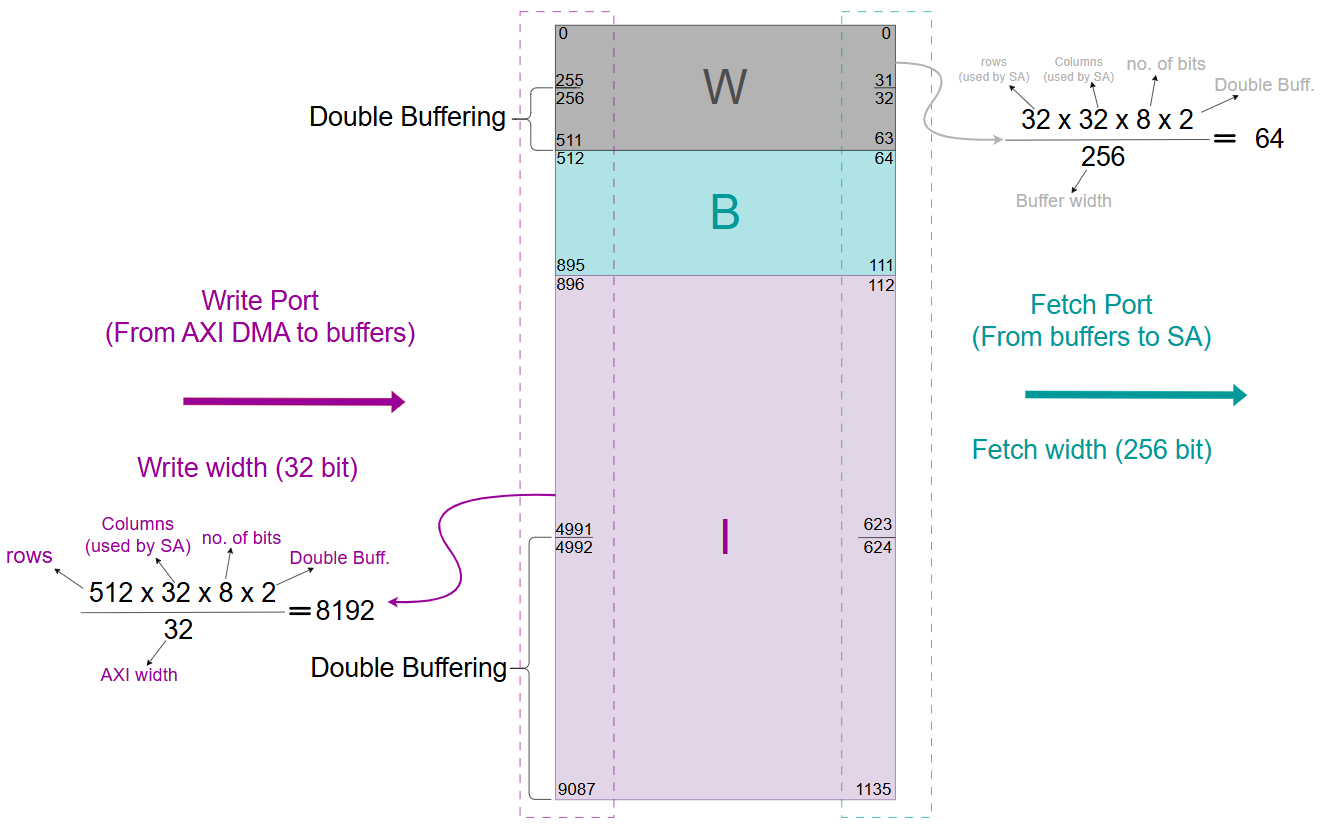 0
0
255
256
31
32
W
Double Buffering
511
512
63
64
B
895
896
111
112
rows
(used by SA)
Columns
(used by SA)
no. of bits
Double Buff.
32 x 32 x 8 x 2
256
= 64
Buffer width
Write Port
(From AXI DMA to buffers)
Write width (32 bit)
Fetch Port
(From buffers to SA)
Fetch width (256 bit)
I
4991
4992
623
624
rows
Columns
(used by SA)
no. of bits
Double Buff.
512 x 32 x 8 x 2
32
=8192
AXI width
Double Buffering
9087
1135